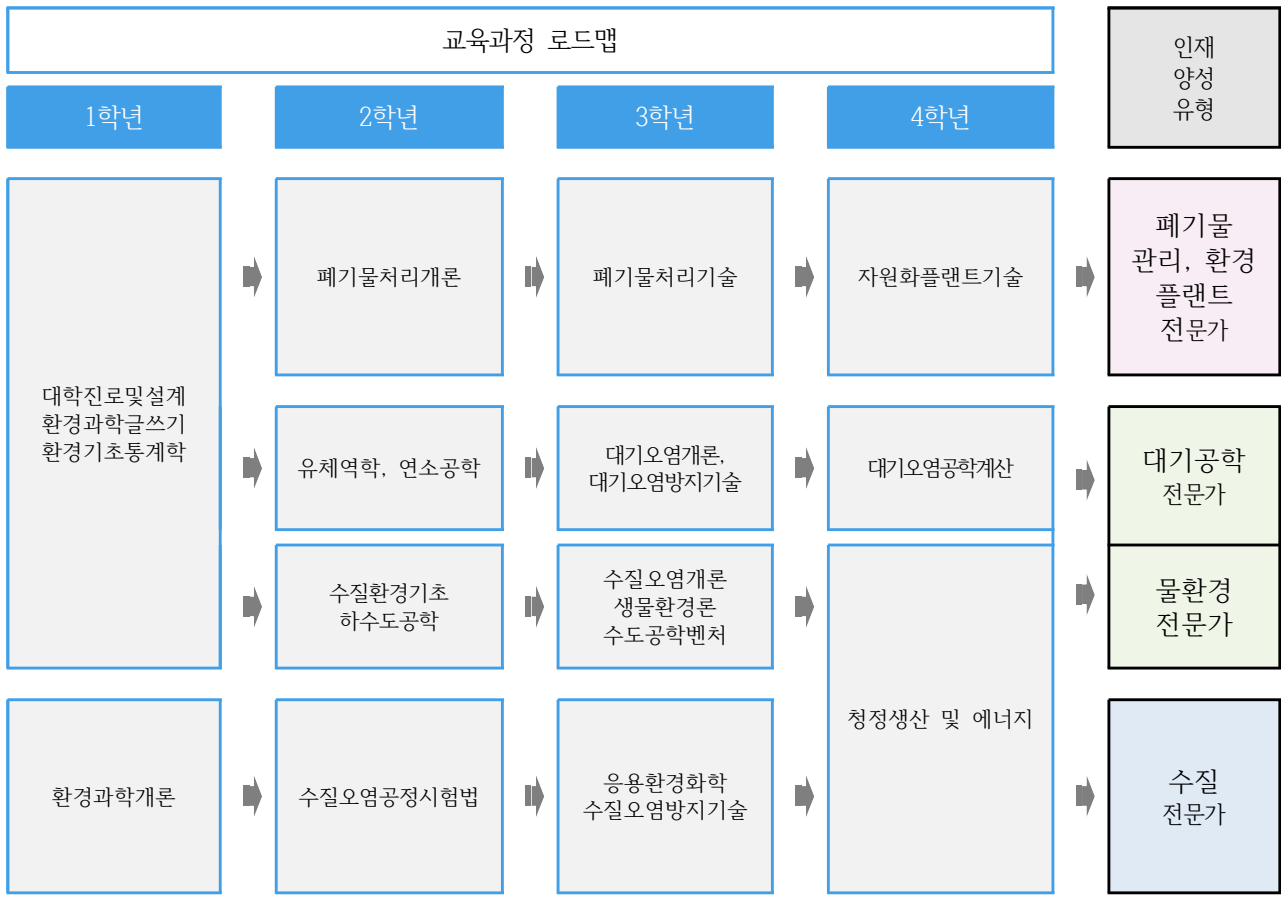 교육과정 로드맵
인재
양성
유형
1학년
2학년
3학년
4학년
대학진로및설계
환경과학글쓰기
환경기초통계학
폐기물처리개론
폐기물처리기술
자원화플랜트기술
폐기물
관리, 환경
플랜트
전문가
유체역학, 연소공학
대기오염개론,
대기오염방지기술
대기오염공학계산
대기공학
전문가
수질환경기초
하수도공학
수질오염개론
생물환경론
수도공학벤처
청정생산 및 에너지
물환경
전문가
환경과학개론
수질오염공정시험법
응용환경화학
수질오염방지기술
수질
전문가